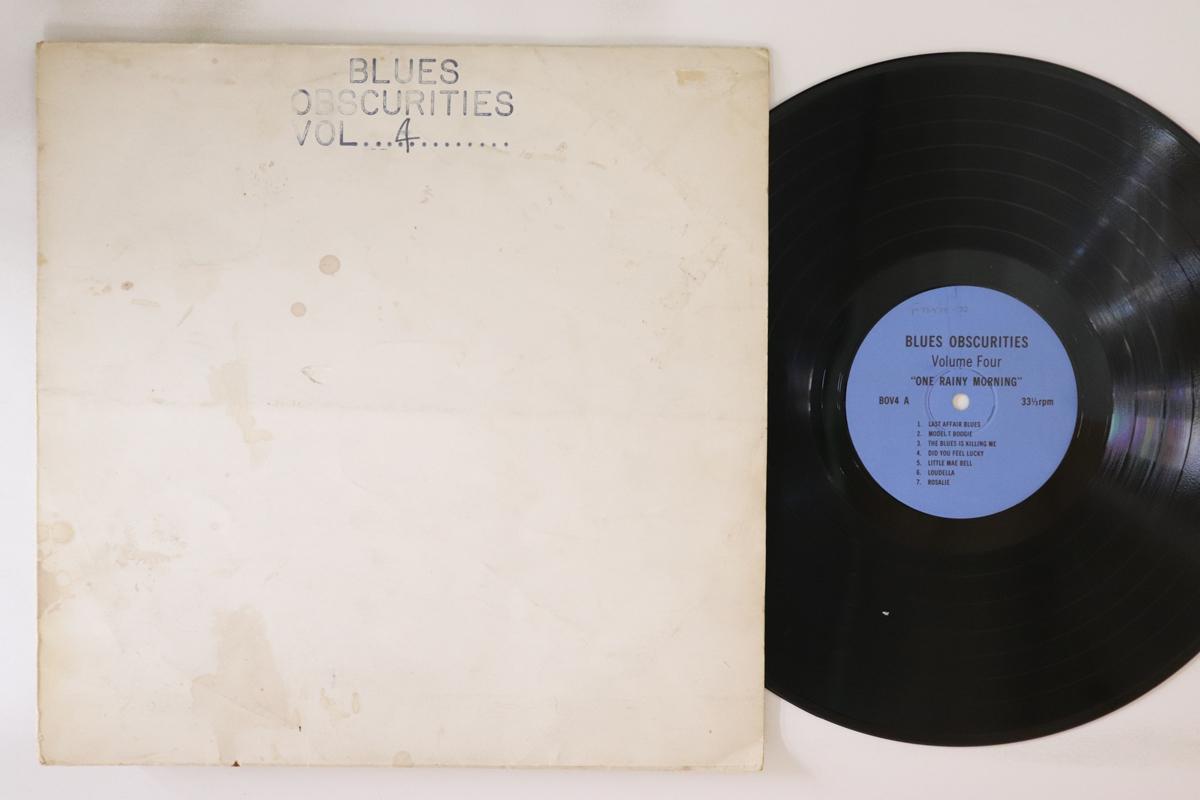 BLUES
OBSCURITIES
VOL....4............
BLUES OBSCURITIES
Volume Four
"ONE RAINY MORNING"
BOV4 A 33⅓rpm
1. LAST AFFAIR BLUES
2. MODEL T BOOGIE
3. THE BLUES IS KILLING ME
4. DID YOU FEEL LUCKY
5. LITTLE MAE BELL
6. LOUDELLA
7. ROSALIE